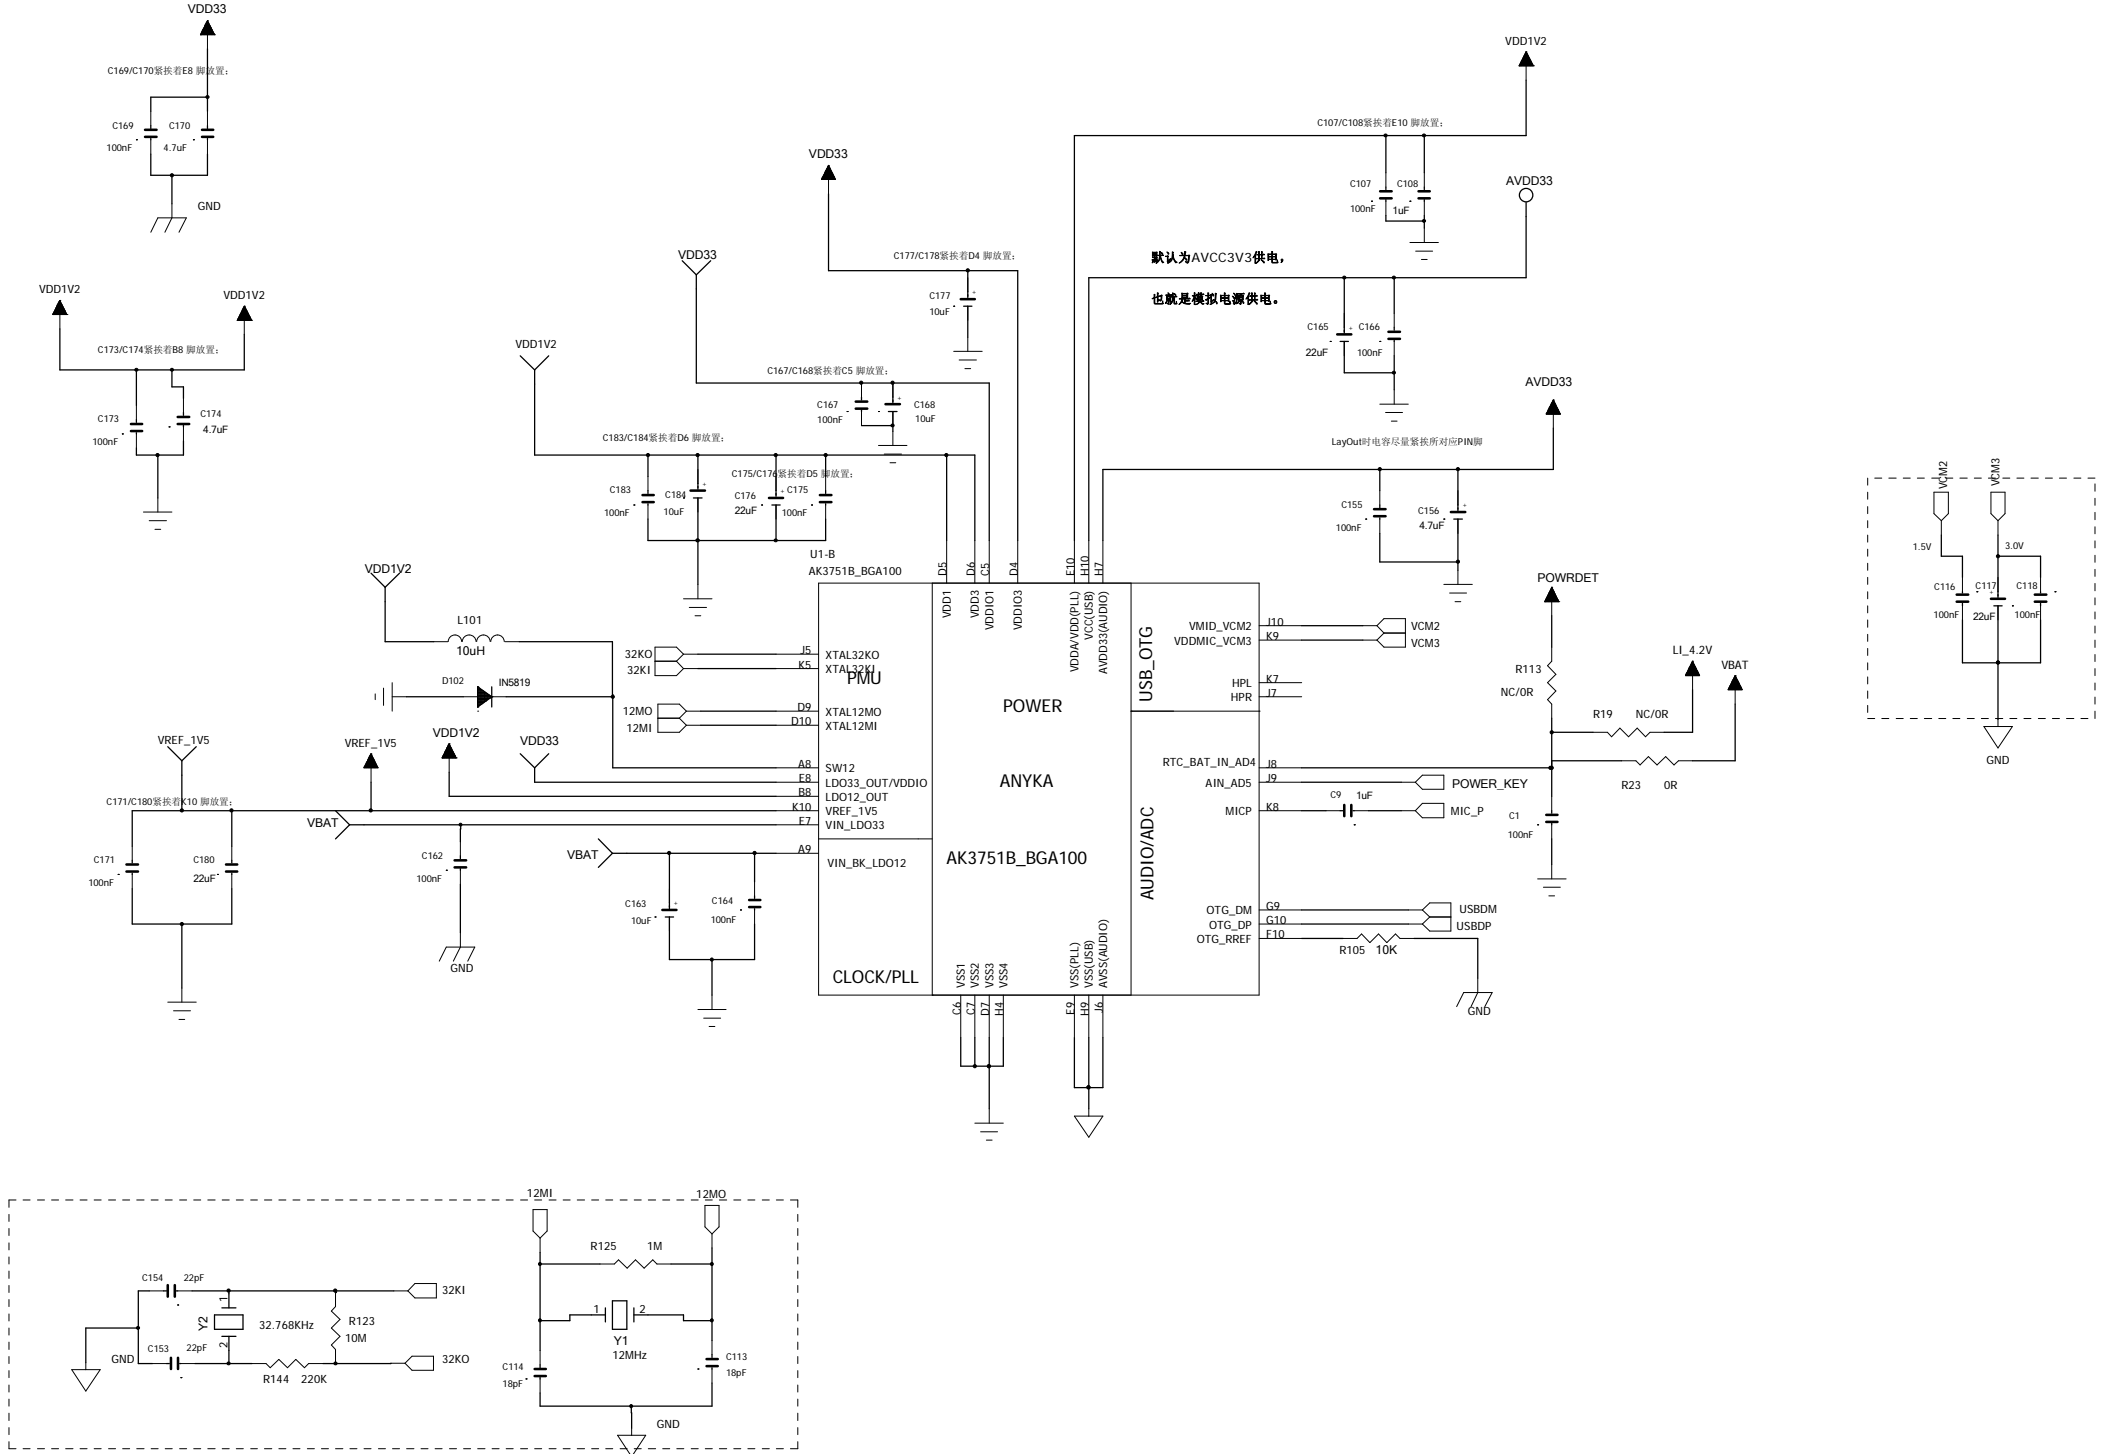 VDD33
C169/C170紧挨着E8 脚放置;
C169
100nF
C170
4.7uF
GND
VDD1V2
VDD1V2
C173/C174紧挨着B8 脚放置;
C173
100nF
C174
4.7uF
VDD1V2
C107/C108紧挨着E10 脚放置;
C107
100nF
C108
1uF
AVDD33
默认为AVCC3V3供电,
也就是模拟电源供电。
C165
22uF
C166
100nF
VDD33
C177/C178紧挨着D4 脚放置;
C177
10uF
VDD33
C167/C168紧挨着C5 脚放置;
C167
100nF
C168
10uF
VDD1V2
C183/C184紧挨着D6 脚放置;
C175/C176紧挨着D5 脚放置;
C183
100nF
C184
10uF
C176
22uF
C175
100nF
AVDD33
LayOut时电容尽量紧挨所对应PIN脚
C155
100nF
C156
4.7uF
VCM2
VCM3
1.5V
3.0V
C116
100nF
C117
22uF
C118
100nF
GND
U1-B
AK3751B_BGA100
D5
D6
C5
D4
E10
H10
H7
VDD1
VDD3
VDDIO1
VDDIO3
VDDA/VDD(PLL)
VCC(USB)
AVDD33(AUDIO)
VDD1V2
L101
10uH
D102
IN5819
32KO
J5
XTAL32KO
32KI
K5
XTAL32KI
PMU
12MO
D9
XTAL12MO
12MI
D10
XTAL12MI
A8
SW12
E8
LDO33_OUT/VDDIO
B8
LDO12_OUT
K10
VREF_1V5
E7
VIN_LDO33
A9
VIN_BK_LDO12
CLOCK/PLL
POWER
ANYKA
AK3751B_BGA100
USB_OTG
AUDIO/ADC
VMID_VCM2
J10
VCM2
VDDMIC_VCM3
K9
VCM3
HPL
K7
HPR
J7
RTC_BAT_IN_AD4
J8
AIN_AD5
J9
POWER_KEY
MICP
K8
C9
1uF
MIC_P
OTG_DM
G9
USBDM
OTG_DP
G10
USBDP
OTG_RREF
F10
R105
10K
GND
POWRDET
R113
NC/0R
LI_4.2V
VBAT
R19
NC/0R
R23
0R
C1
100nF
VREF_1V5
VREF_1V5
VDD1V2
VDD33
C171/C180紧挨着K10 脚放置;
VBAT
C171
100nF
C180
22uF
C162
100nF
GND
VBAT
C163
10uF
C164
100nF
VSS1
VSS2
VSS3
VSS4
VSS(PLL)
VSS(USB)
AVSS(AUDIO)
C6
C7
D7
H4
E9
H9
J6
12MI
12MO
R125
1M
1
2
Y1
12MHz
C114
18pF
C113
18pF
GND
C154
22pF
32KI
1
Y2
2
32.768KHz
R123
10M
C153
22pF
GND
R144
220K
32KO